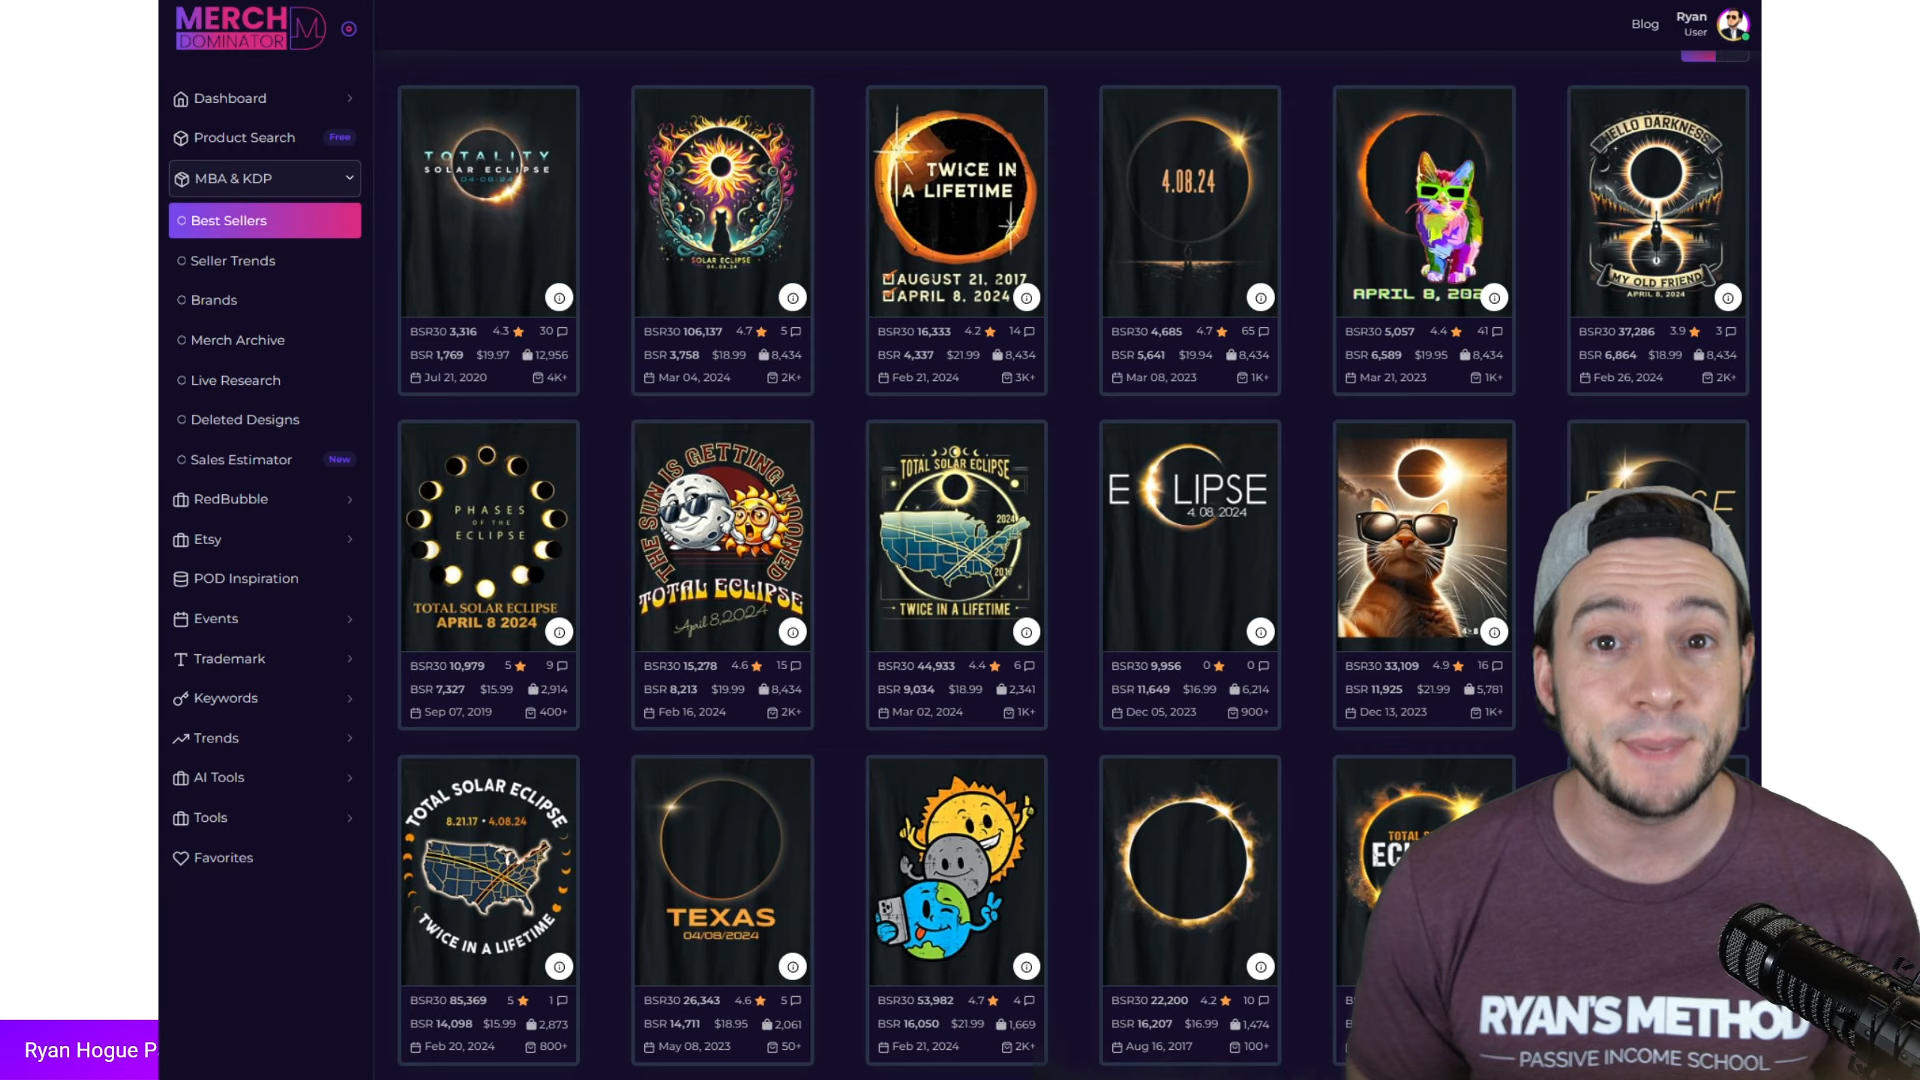 MERCH
DOMINATOR
Blog
Ryan
User
Dashboard
Product Search
Free
MBA & KDP
Best Sellers
Seller Trends
Brands
Merch Archive
Live Research
Deleted Designs
Sales Estimator
New
RedBubble
Etsy
POD Inspiration
Events
Trademark
Keywords
Trends
AI Tools
Tools
Favorites
TOTALITY
SOLAR ECLIPSE
04·08·24
BSR30 3,316 4.3 30
BSR 1,769 $19.97 12,956
Jul 21, 2020 4K+
SOLAR ECLIPSE
04.08.24
BSR30 106,137 4.7 5
BSR 3,758 $18.99 8,434
Mar 04, 2024 2K+
TWICE IN
A LIFETIME
AUGUST 21, 2017
APRIL 8, 2024
BSR30 16,333 4.2 14
BSR 4,337 $21.99 8,434
Feb 21, 2024 3K+
4.08.24
BSR30 4,685 4.7 65
BSR 5,641 $19.94 8,434
Mar 08, 2023 1K+
APRIL 8, 202
BSR30 5,057 4.4 41
BSR 6,589 $19.95 8,434
Mar 21, 2023 1K+
HELLO DARKNESS
MY OLD FRIEND
APRIL 8, 2024
BSR30 37,286 3.9 3
BSR 6,864 $18.99 8,434
Feb 26, 2024 2K+
PHASES
OF THE
ECLIPSE
TOTAL SOLAR ECLIPSE
APRIL 8 2024
BSR30 10,979 5 9
BSR 7,327 $15.99 2,914
Sep 07, 2019 400+
THE SUN IS GETTING MOONED
TOTAL ECLIPSE
April 8, 2024
BSR30 15,278 4.6 15
BSR 8,213 $19.99 8,434
Feb 16, 2024 2K+
TOTAL SOLAR ECLIPSE
2024
2017
TWICE IN A LIFETIME
BSR30 44,933 4.4 6
BSR 9,034 $18.99 2,341
Mar 02, 2024 1K+
E LIPSE
4. 08. 2024
BSR30 9,956 0 0
BSR 11,649 $16.99 6,214
Dec 05, 2023 900+
BSR30 33,109 4.9 16
BSR 11,925 $21.99 5,781
Dec 13, 2023 1K+
TOTAL SOLAR ECLIPSE
8.21.17 • 4.08.24
TWICE IN A LIFETIME
BSR30 85,369 5 1
BSR 14,098 $15.99 2,873
Feb 20, 2024 800+
TEXAS
04/08/2024
BSR30 26,343 4.6 5
BSR 14,711 $18.95 2,061
May 08, 2023 50+
BSR30 53,982 4.7 4
BSR 16,050 $21.99 1,669
Feb 21, 2024 2K+
BSR30 22,200 4.2 10
BSR 16,207 $16.99 1,474
Aug 16, 2017 100+
TOTAL S
ECL
RYAN'S METHOD
PASSIVE INCOME SCHOOL
Ryan Hogue P